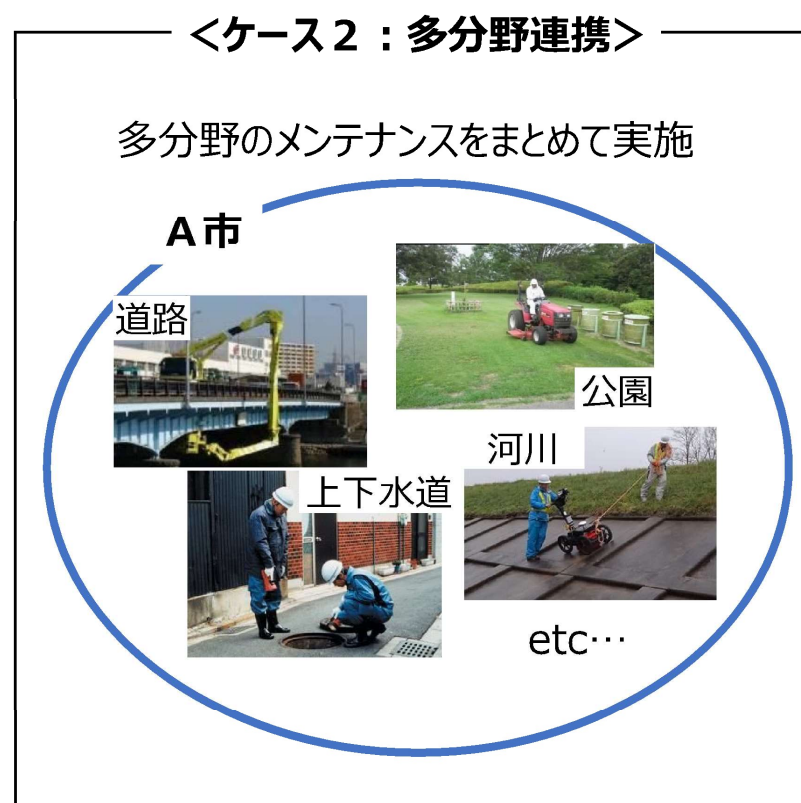 ＜ケース２：多分野連携＞
多分野のメンテナンスをまとめて実施
Ａ市
道路
公園
河川
上下水道
etc…